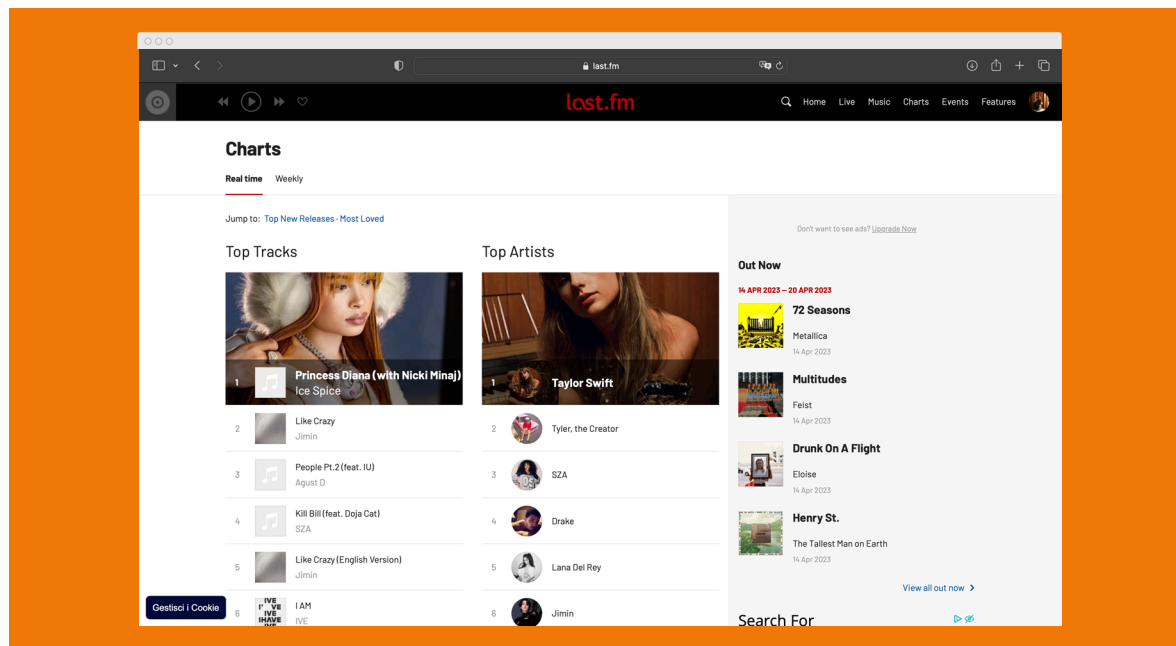 last.fm
last.fm
Home Live Music Charts Events Features
Charts
Real time Weekly
Jump to: Top New Releases · Most Loved
Top Tracks
1
Princess Diana (with Nicki Minaj)
Ice Spice
2
Like Crazy
Jimin
3
People Pt.2 (feat. IU)
Agust D
4
Kill Bill (feat. Doja Cat)
SZA
5
Like Crazy (English Version)
Jimin
6
IVE
I' VE
IVE
IHAVE
I AM
IVE
Top Artists
1 Taylor Swift
2 Tyler, the Creator
3 SZA
4 Drake
5 Lana Del Rey
6 Jimin
Don't want to see ads? Upgrade Now
Out Now
14 APR 2023 — 20 APR 2023
72 Seasons
Metallica
14 Apr 2023
Multitudes
Feist
14 Apr 2023
Drunk On A Flight
Eloise
14 Apr 2023
Henry St.
The Tallest Man on Earth
14 Apr 2023
View all out now
Search For
Gestisci i Cookie